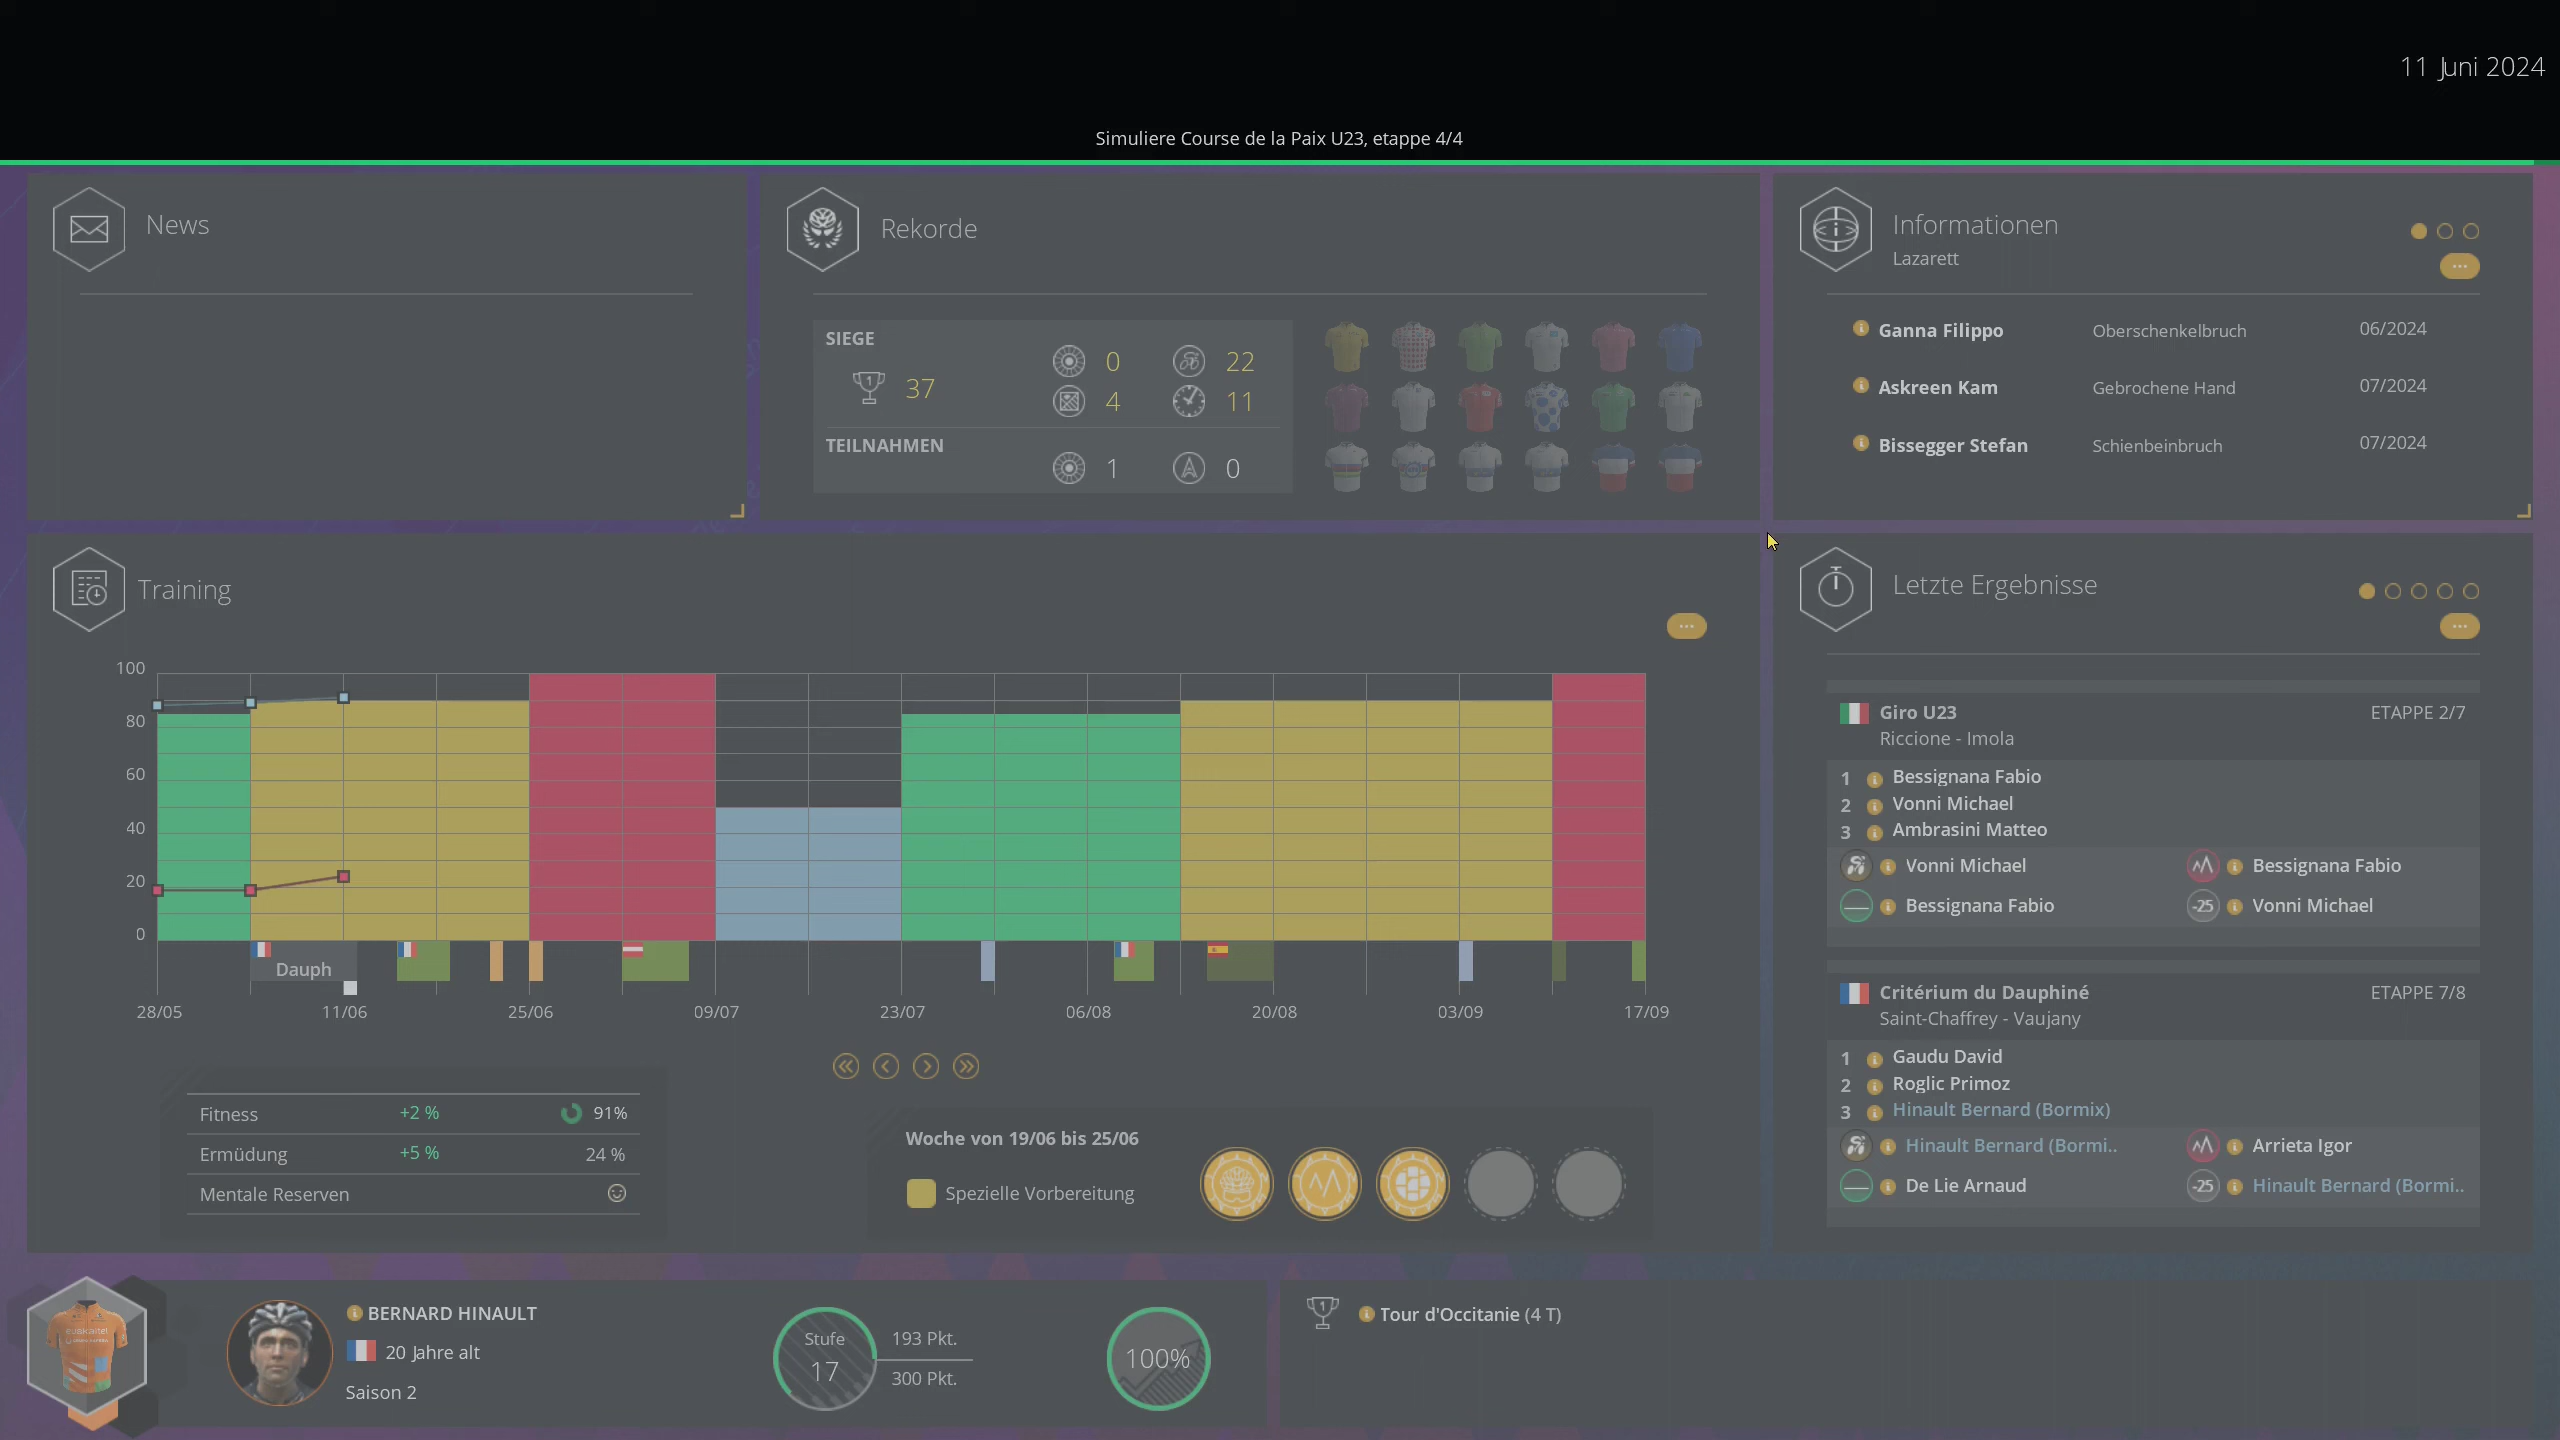 11 Juni 2024
Simuliere Course de la Paix U23, etappe 4/4
News
Rekorde
SIEGE
37
0
22
4
11
TEILNAHMEN
1
0
Informationen
Lazarett
Ganna Filippo Oberschenkelbruch 06/2024
Askreen Kam Gebrochene Hand 07/2024
Bissegger Stefan Schienbeinbruch 07/2024
Training
100
80
60
40
20
0
Dauph
28/05 11/06 25/06 09/07 23/07 06/08 20/08 03/09 17/09
Fitness +2 % 91%
Ermüdung +5 % 24 %
Mentale Reserven
Woche von 19/06 bis 25/06
Spezielle Vorbereitung
Letzte Ergebnisse
Giro U23 ETAPPE 2/7
Riccione - Imola
1 Bessignana Fabio
2 Vonni Michael
3 Ambrasini Matteo
Vonni Michael Bessignana Fabio
Bessignana Fabio -25 Vonni Michael
Critérium du Dauphiné ETAPPE 7/8
Saint-Chaffrey - Vaujany
1 Gaudu David
2 Roglic Primoz
3 Hinault Bernard (Bormix)
Hinault Bernard (Bormi.. Arrieta Igor
De Lie Arnaud -25 Hinault Bernard (Bormi..
euskaltel
BERNARD HINAULT
20 Jahre alt
Saison 2
Stufe
17
193 Pkt.
300 Pkt.
100%
1 Tour d'Occitanie (4 T)